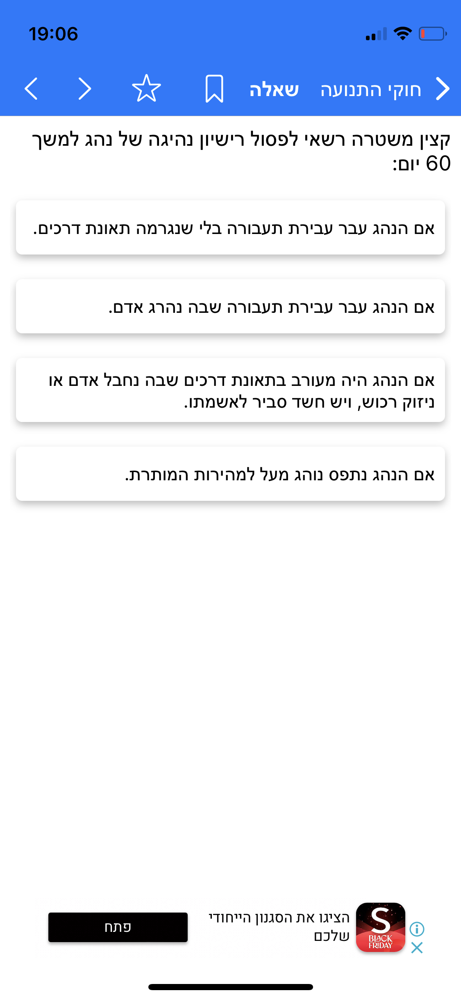 19:06
חוקי התנועה שאלה
קצין משטרה רשאי לפסול רישיון נהיגה של נהג למשך
60 יום:
אם הנהג עבר עבירת תעבורה בלי שנגרמה תאונת דרכים.
אם הנהג עבר עבירת תעבורה שבה נהרג אדם.
אם הנהג היה מעורב בתאונת דרכים שבה נחבל אדם או
ניזוק רכוש, ויש חשד סביר לאשמתו.
אם הנהג נתפס נוהג מעל למהירות המותרת.
הציגו את הסגנון הייחודי
שלכם
פתח
S
BLACK
FRIDAY